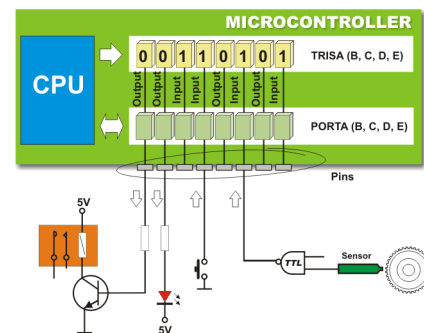 MICROCONTROLLER
CPU
0 0 1 1 0 1 0 1
TRISA (B, C, D, E)
Output Output Input Input Output Input Output Input
PORTA (B, C, D, E)
Pins
5V
TTL
Sensor
5V